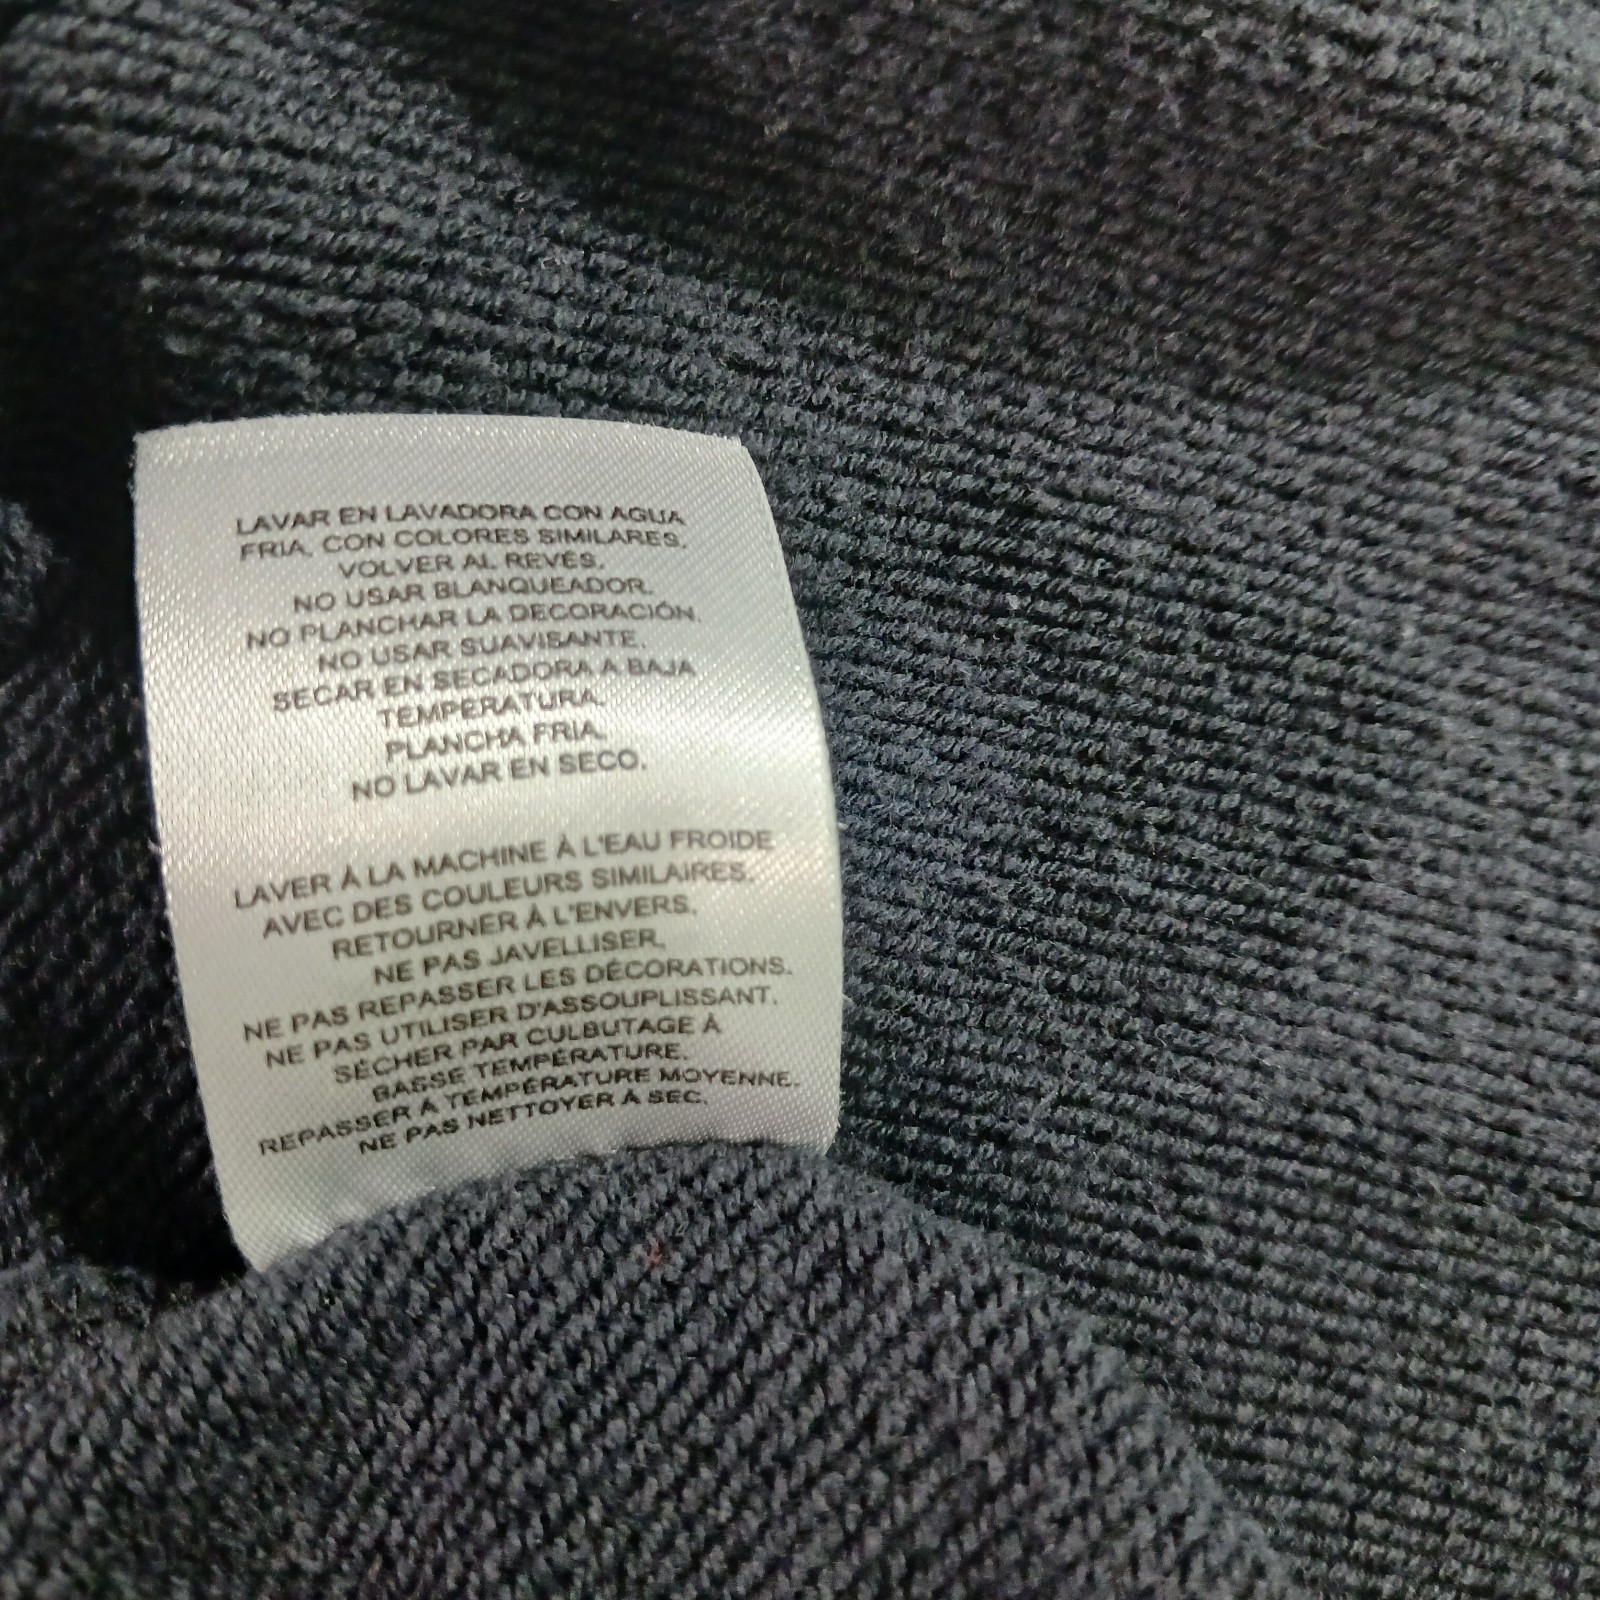 LAVAR EN LAVADORA CON AGUA
FRIA, CON COLORES SIMILARES.
VOLVER AL REVÉS.
NO USAR BLANQUEADOR.
NO PLANCHAR LA DECORACIÓN.
NO USAR SUAVISANTE.
SECAR EN SECADORA A BAJA
TEMPERATURA.
PLANCHA FRIA.
NO LAVAR EN SECO.
LAVER À LA MACHINE À L'EAU FROIDE
AVEC DES COULEURS SIMILAIRES.
RETOURNER À L'ENVERS.
NE PAS JAVELLISER.
NE PAS REPASSER LES DÉCORATIONS.
NE PAS UTILISER D'ASSOUPLISSANT.
SÉCHER PAR CULBUTAGE À
BASSE TEMPÉRATURE.
REPASSER À TEMPÉRATURE MOYENNE.
NE PAS NETTOYER À SEC.